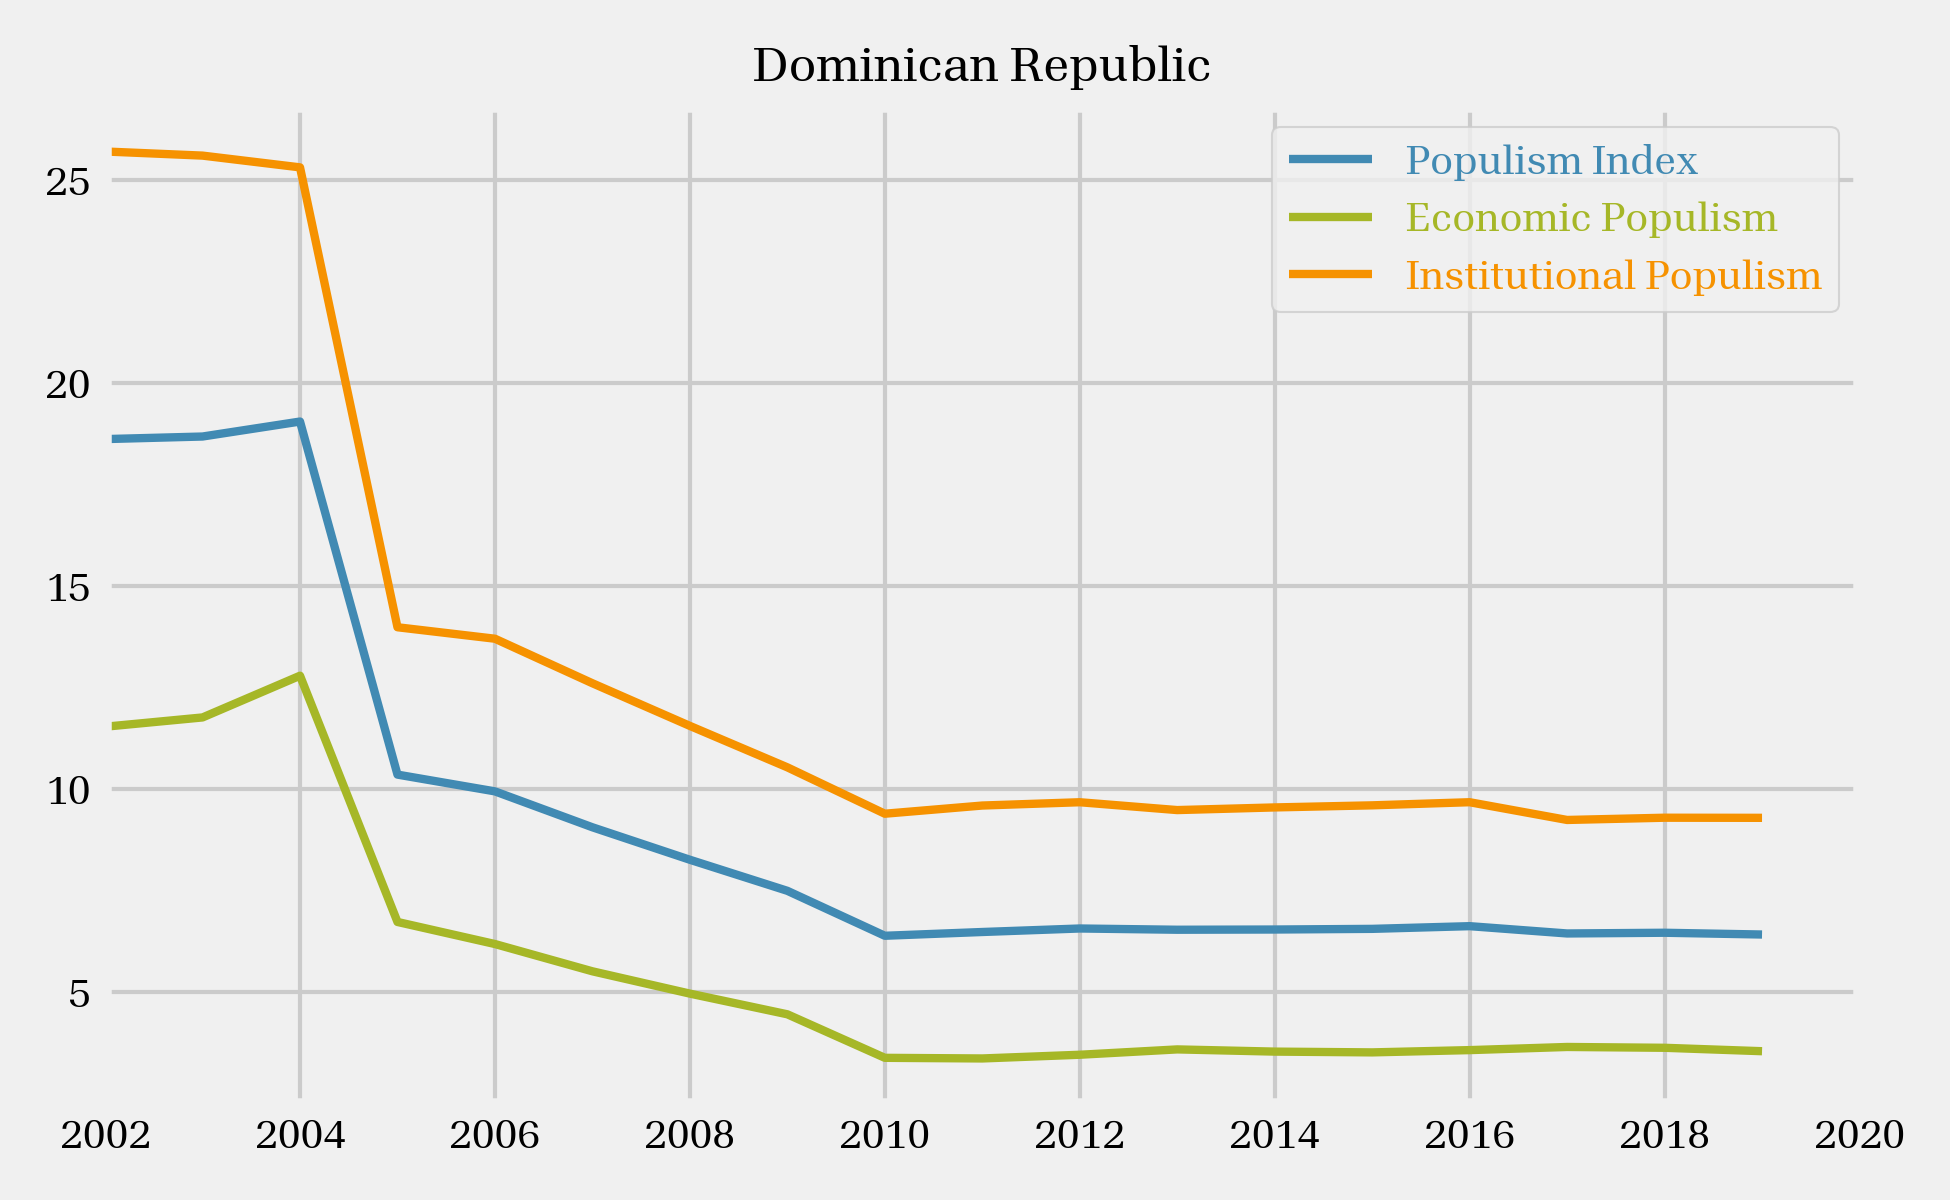 Dominican Republic
Populism Index
Economic Populism
Institutional Populism
25
20
15
10
5
2002 2004 2006 2008 2010 2012 2014 2016 2018 2020